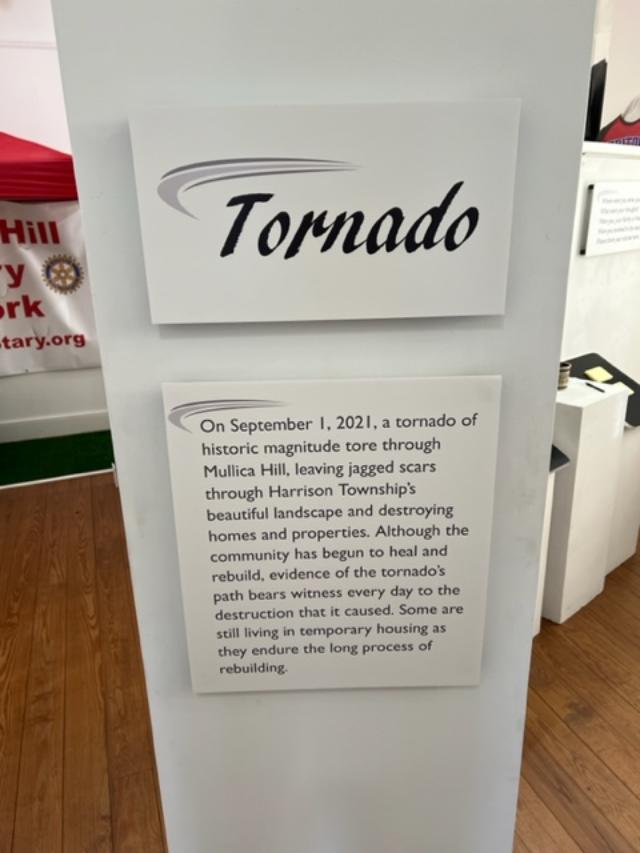 Tornado
On September 1, 2021, a tornado of
historic magnitude tore through
Mullica Hill, leaving jagged scars
through Harrison Township's
beautiful landscape and destroying
homes and properties. Although the
community has begun to heal and
rebuild, evidence of the tornado's
path bears witness every day to the
destruction that it caused. Some are
still living in temporary housing as
they endure the long process of
rebuilding.
Hill
ry
ork
tary.org